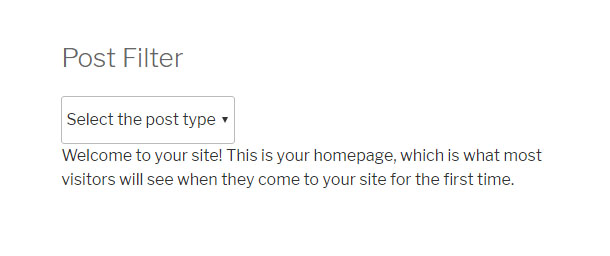 Post Filter
Select the post type
Welcome to your site! This is your homepage, which is what most
visitors will see when they come to your site for the first time.